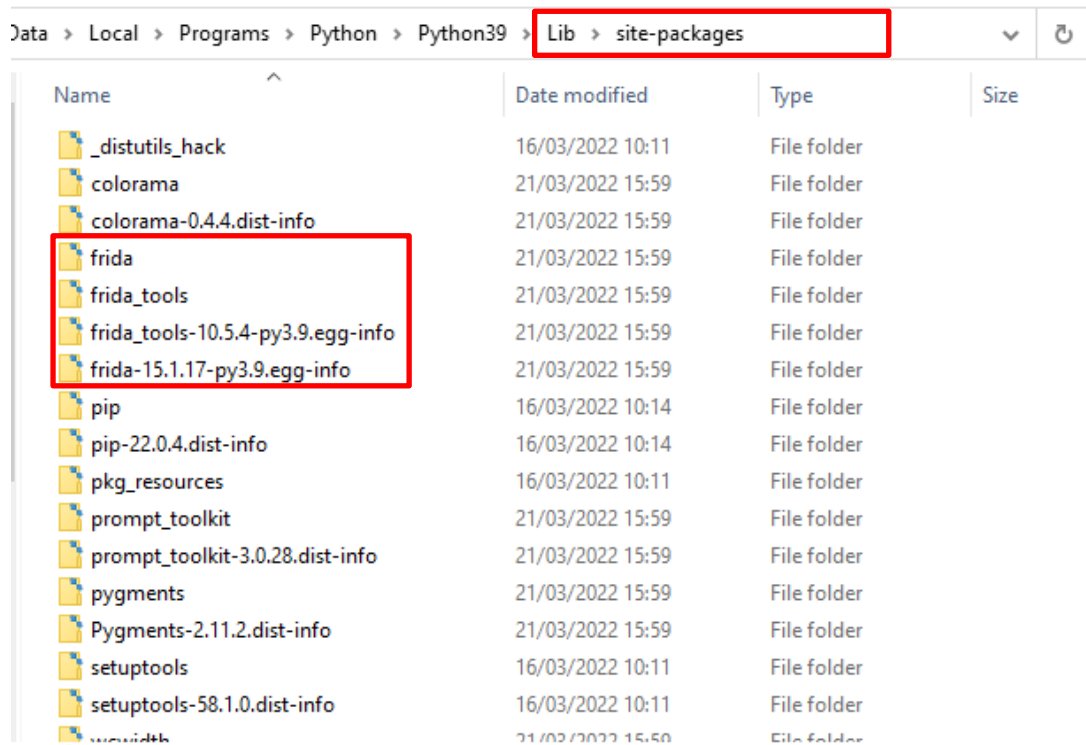 Data > Local > Programs > Python > Python39 > Lib > site-packages
Name Date modified Type Size
_distutils_hack 16/03/2022 10:11 File folder
colorama 21/03/2022 15:59 File folder
colorama-0.4.4.dist-info 21/03/2022 15:59 File folder
frida 21/03/2022 15:59 File folder
frida_tools 21/03/2022 15:59 File folder
frida_tools-10.5.4-py3.9.egg-info 21/03/2022 15:59 File folder
frida-15.1.17-py3.9.egg-info 21/03/2022 15:59 File folder
pip 16/03/2022 10:14 File folder
pip-22.0.4.dist-info 16/03/2022 10:14 File folder
pkg_resources 16/03/2022 10:11 File folder
prompt_toolkit 21/03/2022 15:59 File folder
prompt_toolkit-3.0.28.dist-info 21/03/2022 15:59 File folder
pygments 21/03/2022 15:59 File folder
Pygments-2.11.2.dist-info 21/03/2022 15:59 File folder
setuptools 16/03/2022 10:11 File folder
setuptools-58.1.0.dist-info 16/03/2022 10:11 File folder
wcwidth 21/03/2022 15:59 File folder